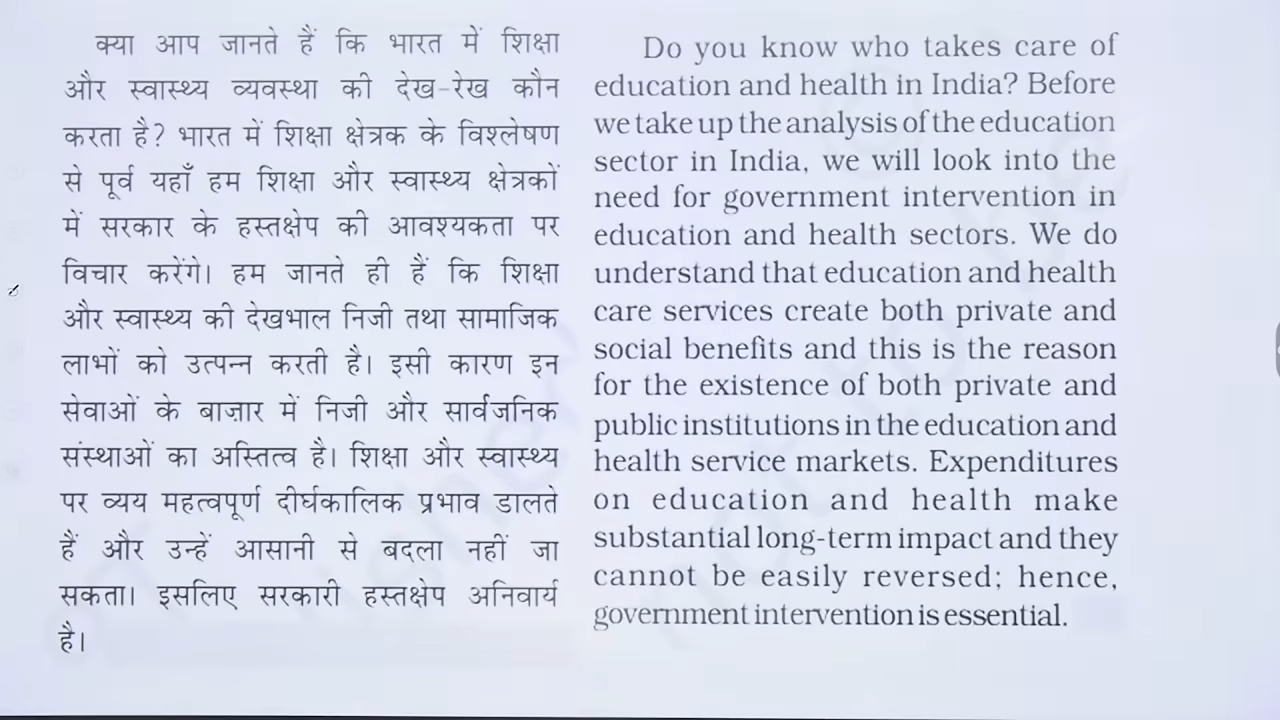 क्या आप जानते हैं कि भारत में शिक्षा
और स्वास्थ्य व्यवस्था की देख-रेख कौन
करता है? भारत में शिक्षा क्षेत्रक के विश्लेषण
से पूर्व यहाँ हम शिक्षा और स्वास्थ्य क्षेत्रकों
में सरकार के हस्तक्षेप की आवश्यकता पर
विचार करेंगे। हम जानते ही हैं कि शिक्षा
और स्वास्थ्य की देखभाल निजी तथा सामाजिक
लाभों को उत्पन्न करती है। इसी कारण इन
सेवाओं के बाज़ार में निजी और सार्वजनिक
संस्थाओं का अस्तित्व है। शिक्षा और स्वास्थ्य
पर व्यय महत्वपूर्ण दीर्घकालिक प्रभाव डालते
हैं और उन्हें आसानी से बदला नहीं जा
सकता। इसलिए सरकारी हस्तक्षेप अनिवार्य
है।
Do you know who takes care of
education and health in India? Before
we take up the analysis of the education
sector in India, we will look into the
need for government intervention in
education and health sectors. We do
understand that education and health
care services create both private and
social benefits and this is the reason
for the existence of both private and
public institutions in the education and
health service markets. Expenditures
on education and health make
substantial long-term impact and they
cannot be easily reversed; hence,
government intervention is essential.